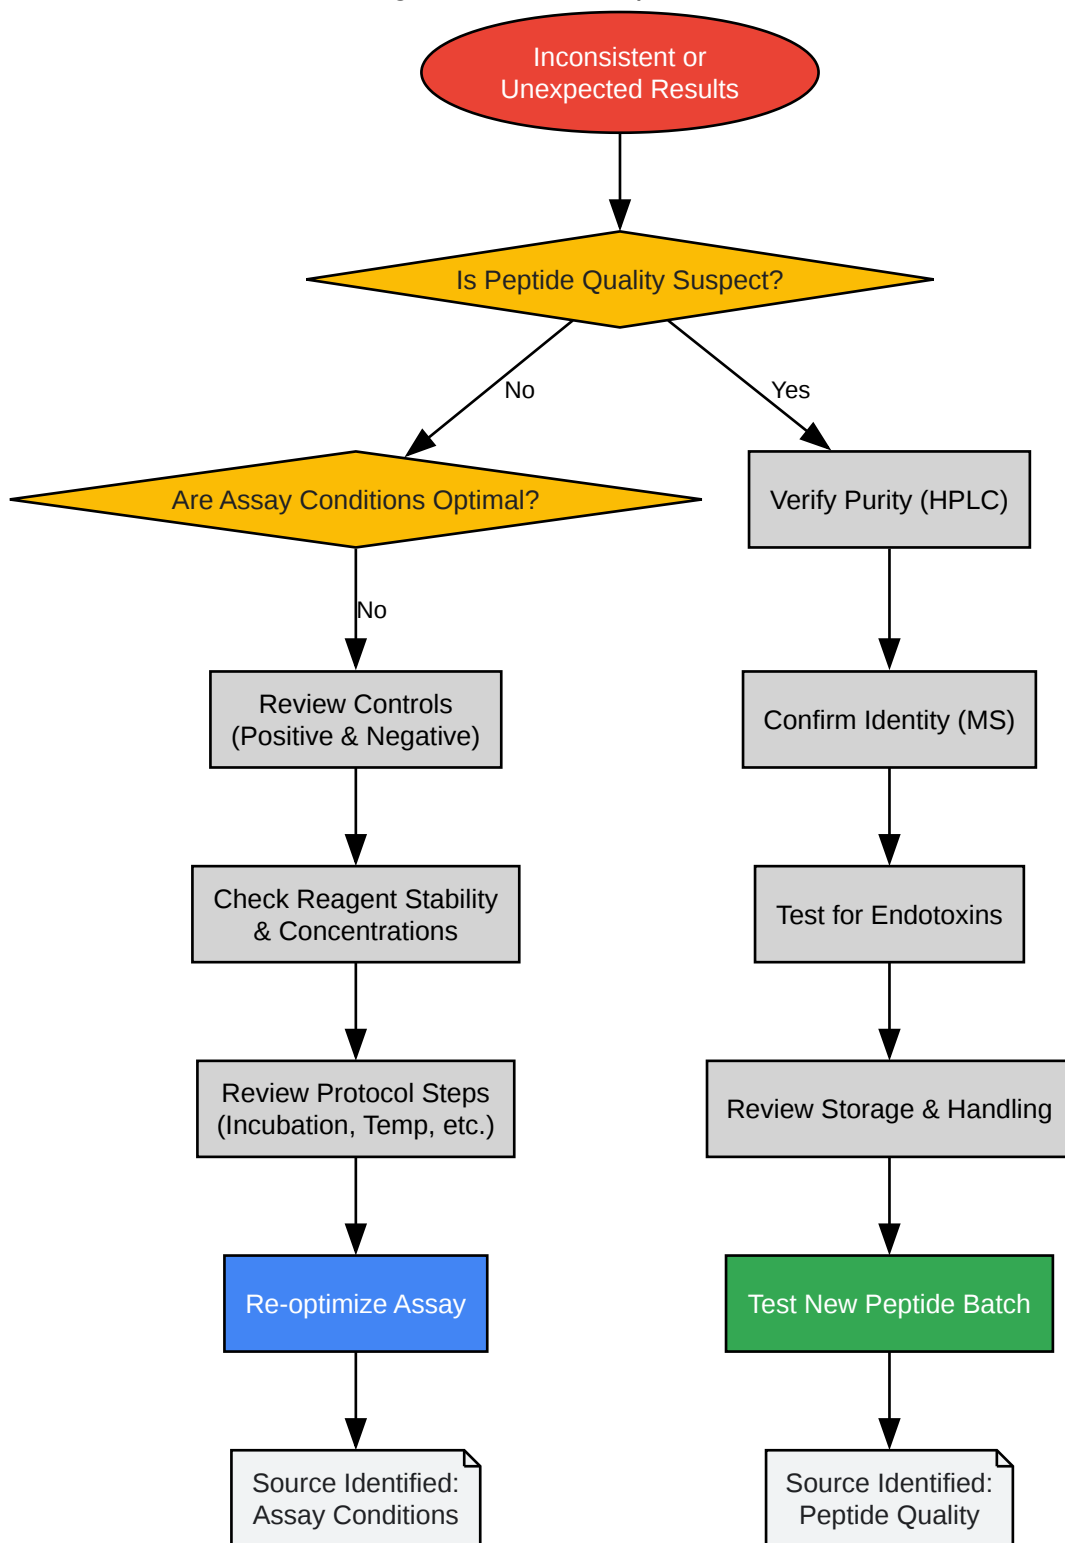 Inconsistent or
Unexpected Results
Is Peptide Quality Suspect?
No
Yes
Are Assay Conditions Optimal?
Verify Purity (HPLC)
No
Review Controls
(Positive & Negative)
Confirm Identity (MS)
Check Reagent Stability
& Concentrations
Test for Endotoxins
Review Protocol Steps
(Incubation, Temp, etc.)
Review Storage & Handling
Re-optimize Assay
Test New Peptide Batch
Source Identified:
Assay Conditions
Source Identified:
Peptide Quality